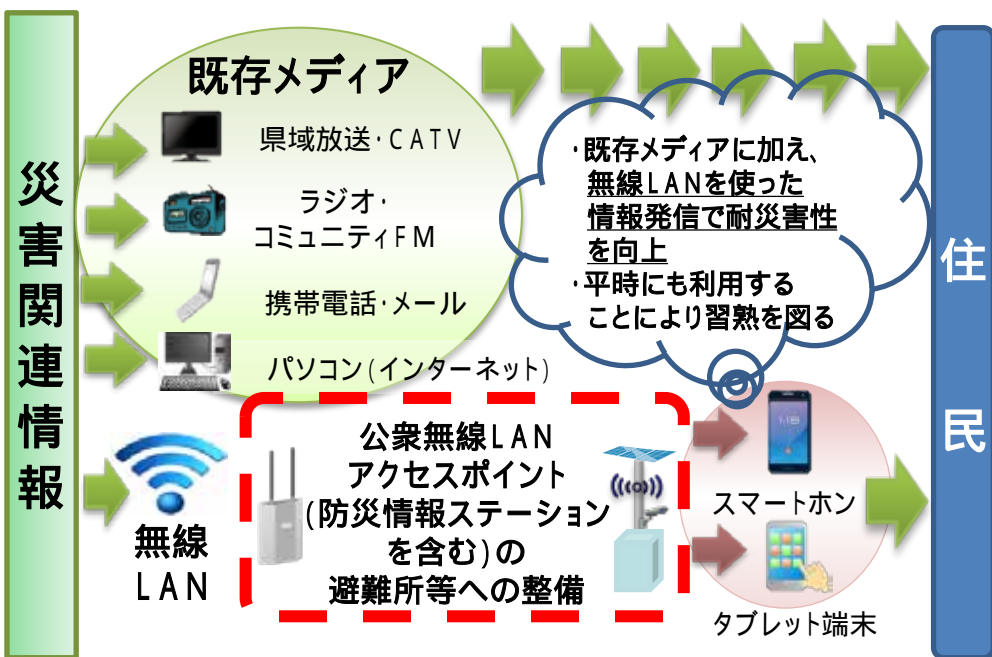 災害関連情報
既存メディア
県域放送・CATV
ラジオ・
コミュニティFM
携帯電話・メール
パソコン(インターネット)
・既存メディアに加え、
無線LANを使った
情報発信で耐災害性
を向上
・平時にも利用する
ことにより習熟を図る
無線
LAN
公衆無線LAN
アクセスポイント
(防災情報ステーション
を含む)の
避難所等への整備
スマートホン
タブレット端末
住民